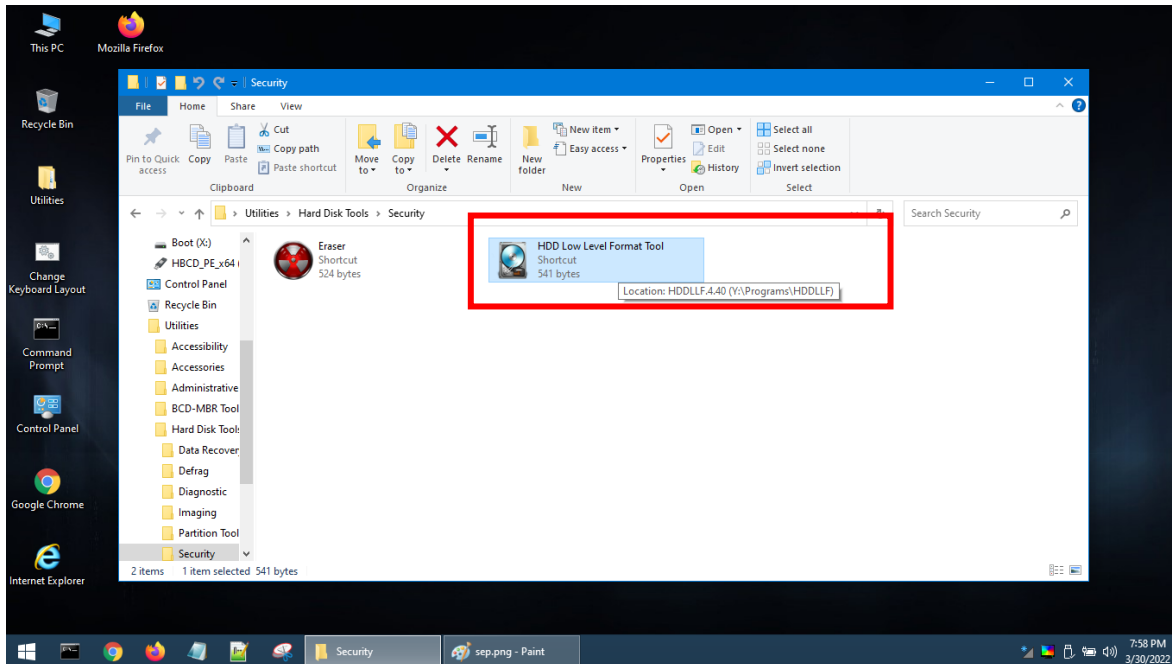 This PC
Mozilla Firefox
Recycle Bin
Utilities
Change
Keyboard Layout
Command
Prompt
Control Panel
Google Chrome
Internet Explorer
Security
File Home Share View
Pin to Quick
access
Copy
Paste
Cut
Copy path
Paste shortcut
Clipboard
Move
to
Copy
to
Delete
Rename
Organize
New
folder
New item
Easy access
New
Properties
Open
Edit
History
Open
Select all
Select none
Invert selection
Select
Utilities > Hard Disk Tools > Security
Search Security
Boot (X:)
HBCD_PE_x64 (
Control Panel
Recycle Bin
Utilities
Accessibility
Accessories
Administrative
BCD-MBR Tool
Hard Disk Tools
Data Recover
Defrag
Diagnostic
Imaging
Partition Tool
Security
Eraser
Shortcut
524 bytes
HDD Low Level Format Tool
Shortcut
541 bytes
Location: HDDLLF.4.40 (Y:\Programs\HDDLLF)
2 items 1 item selected 541 bytes
Security
sep.png - Paint
7:58 PM
3/30/2022